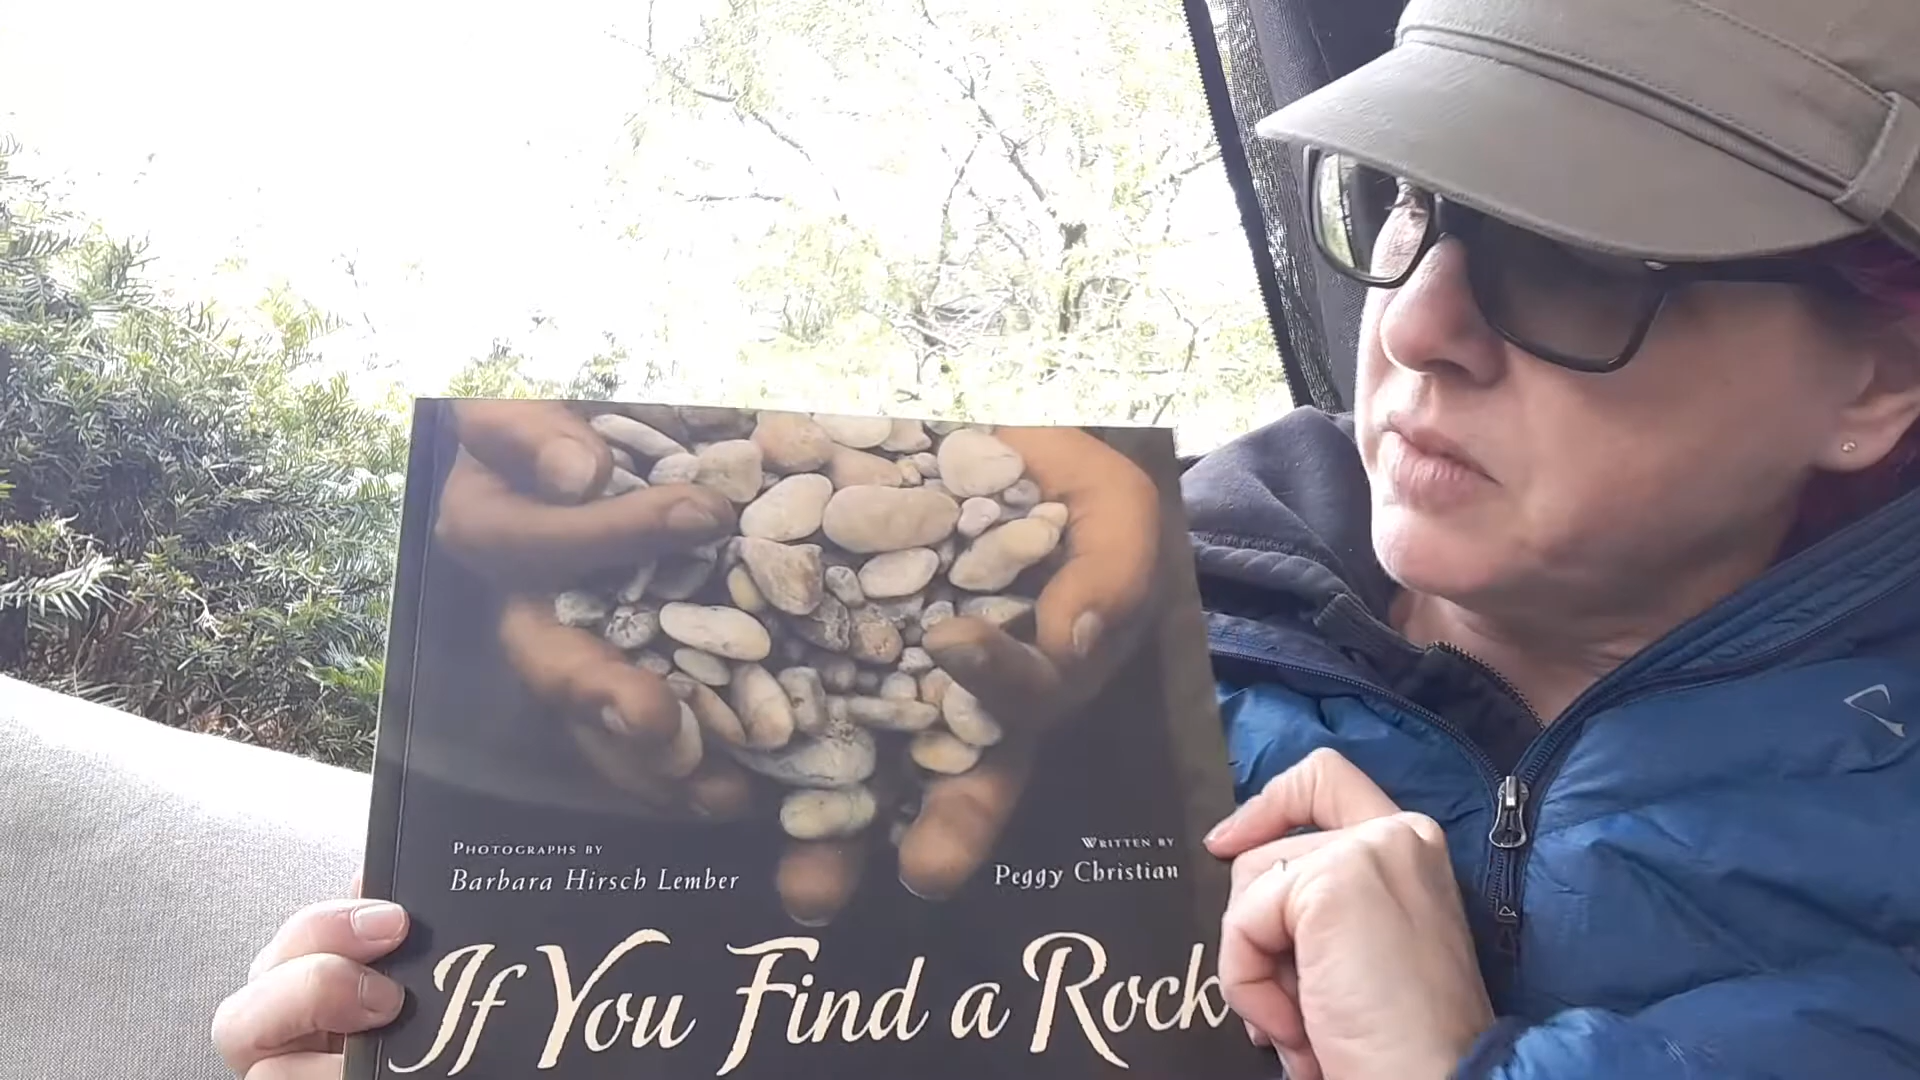 Photographs by
Barbara Hirsch Lember
Written by
Peggy Christian
If You Find a Rock